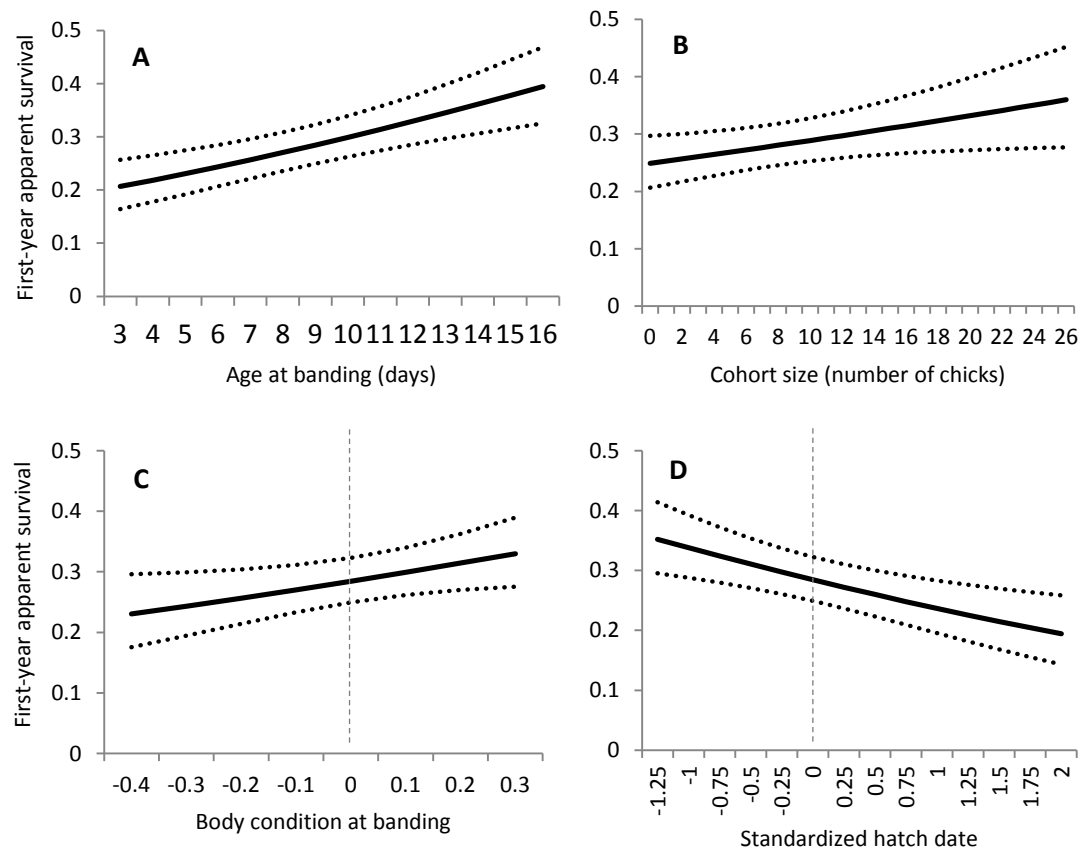 A
0.5
0.4
0.3
0.2
0.1
0
First-year apparent survival
3 4 5 6 7 8 9 10 11 12 13 14 15 16
Age at banding (days)
B
0.5
0.4
0.3
0.2
0.1
0
0 2 4 6 8 10 12 14 16 18 20 22 24 26
Cohort size (number of chicks)
C
0.5
0.4
0.3
0.2
0.1
0
First-year apparent survival
-0.4 -0.2 -0.1 0 0.1 0.2 0.3
Body condition at banding
D
0.5
0.4
0.3
0.2
0.1
0
-1.25 -1 -0.75 -0.5 -0.25 0 0.25 0.5 0.75 1 1.25 1.5 1.75 2
Standardized hatch date